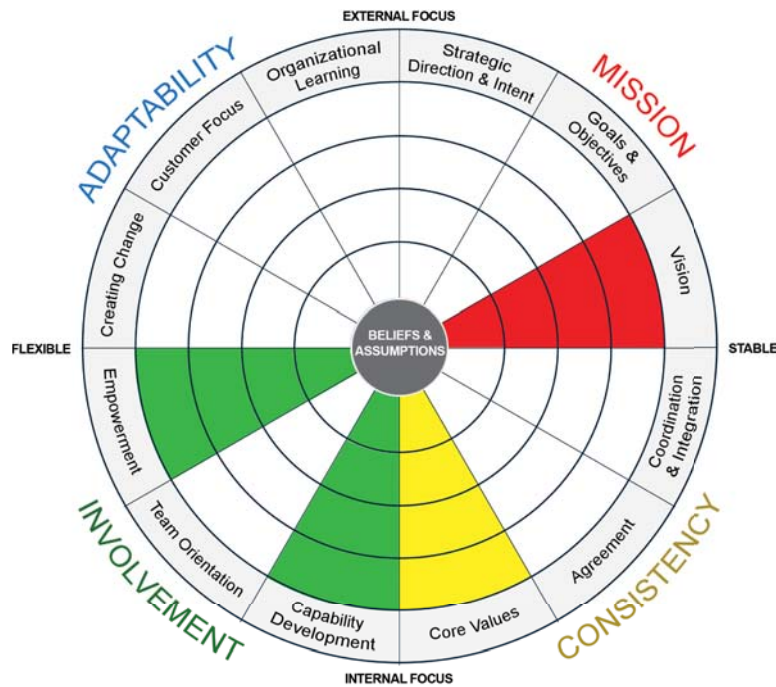 EXTERNAL FOCUS
ADAPTABILITY
MISSION
Organizational
Learning
Strategic
Direction & Intent
Customer Focus
Goals &
Objectives
Creating Change
Vision
FLEXIBLE
BELIEFS &
ASSUMPTIONS
STABLE
Empowerment
Coordination
& Integration
Team Orientation
Agreement
Capability
Development
Core Values
INVOLVEMENT
CONSISTENCY
INTERNAL FOCUS